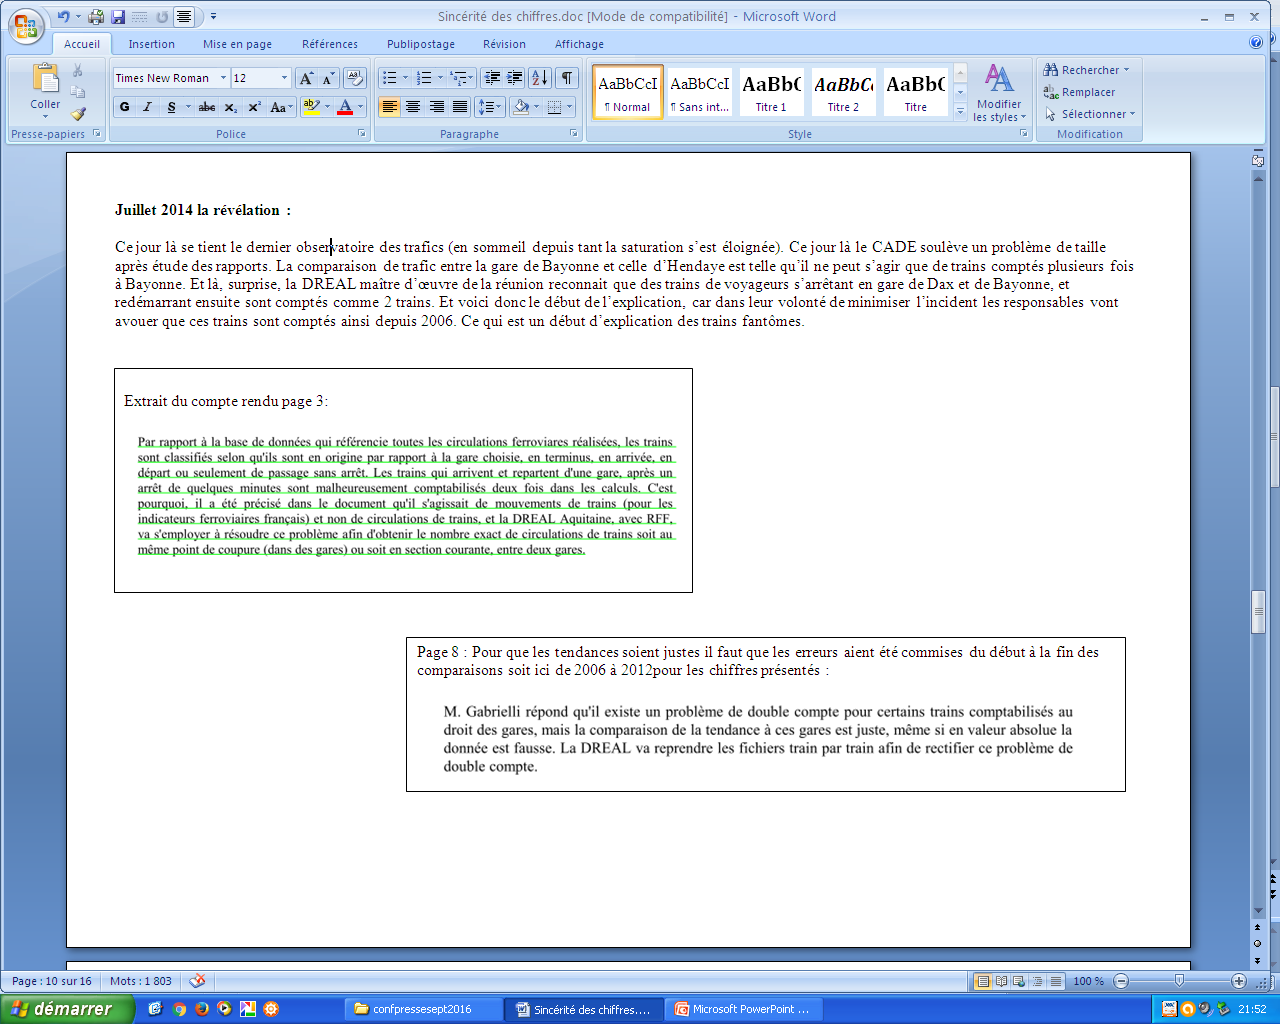 Sincérité des chiffres.doc [Mode de compatibilité] - Microsoft Word
Accueil Insertion Mise en page Références Publipostage Révision Affichage
Coller
Presse-papiers
Times New Roman 12
G I S abc X₂ X² Aa A
Police
Paragraphe
AaBbCcI AaBbCcI AaBbC AaBbCc AaBbC
¶ Normal ¶ Sans int... Titre 1 Titre 2 Titre
Style
Modifier
les styles
Rechercher
Remplacer
Sélectionner
Modification
Juillet 2014 la révélation :
Ce jour là se tient le dernier observatoire des trafics (en sommeil depuis tant la saturation s’est éloignée). Ce jour là le CADE soulève un problème de taille
après étude des rapports. La comparaison de trafic entre la gare de Bayonne et celle d’Hendaye est telle qu’il ne peut s’agir que de trains comptés plusieurs fois
à Bayonne. Et là, surprise, la DREAL maître d’œuvre de la réunion reconnait que des trains de voyageurs s’arrêtant en gare de Dax et de Bayonne, et
redémarrant ensuite sont comptés comme 2 trains. Et voici donc le début de l’explication, car dans leur volonté de minimiser l’incident les responsables vont
avouer que ces trains sont comptés ainsi depuis 2006. Ce qui est un début d’explication des trains fantômes.
Extrait du compte rendu page 3:
Par rapport à la base de données qui référencie toutes les circulations ferroviares réalisées, les trains
sont classifiés selon qu'ils sont en origine par rapport à la gare choisie, en terminus, en arrivée, en
départ ou seulement de passage sans arrêt. Les trains qui arrivent et repartent d'une gare, après un
arrêt de quelques minutes sont malheureusement comptabilisés deux fois dans les calculs. C'est
pourquoi, il a été précisé dans le document qu'il s'agissait de mouvements de trains (pour les
indicateurs ferroviaires français) et non de circulations de trains, et la DREAL Aquitaine, avec RFF,
va s'employer à résoudre ce problème afin d'obtenir le nombre exact de circulations de trains soit au
même point de coupure (dans des gares) ou soit en section courante, entre deux gares.
Page 8 : Pour que les tendances soient justes il faut que les erreurs aient été commises du début à la fin des
comparaisons soit ici de 2006 à 2012pour les chiffres présentés :
M. Gabrielli répond qu'il existe un problème de double compte pour certains trains comptabilisés au
droit des gares, mais la comparaison de la tendance à ces gares est juste, même si en valeur absolue la
donnée est fausse. La DREAL va reprendre les fichiers train par train afin de rectifier ce problème de
double compte.
Page : 10 sur 16 Mots : 1 803 100 %
démarrer confpressesept2016 Sincérité des chiffres.... Microsoft PowerPoint ... 21:52